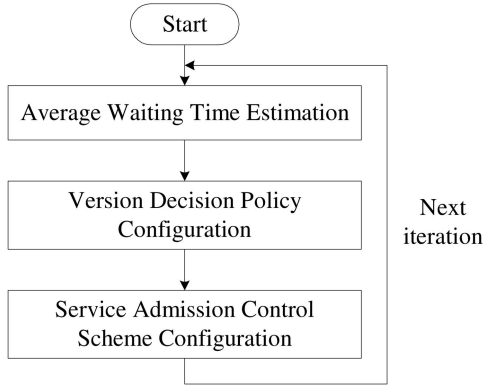 Start
Average Waiting Time Estimation
Version Decision Policy
Configuration
Next
iteration
Service Admission Control
Scheme Configuration